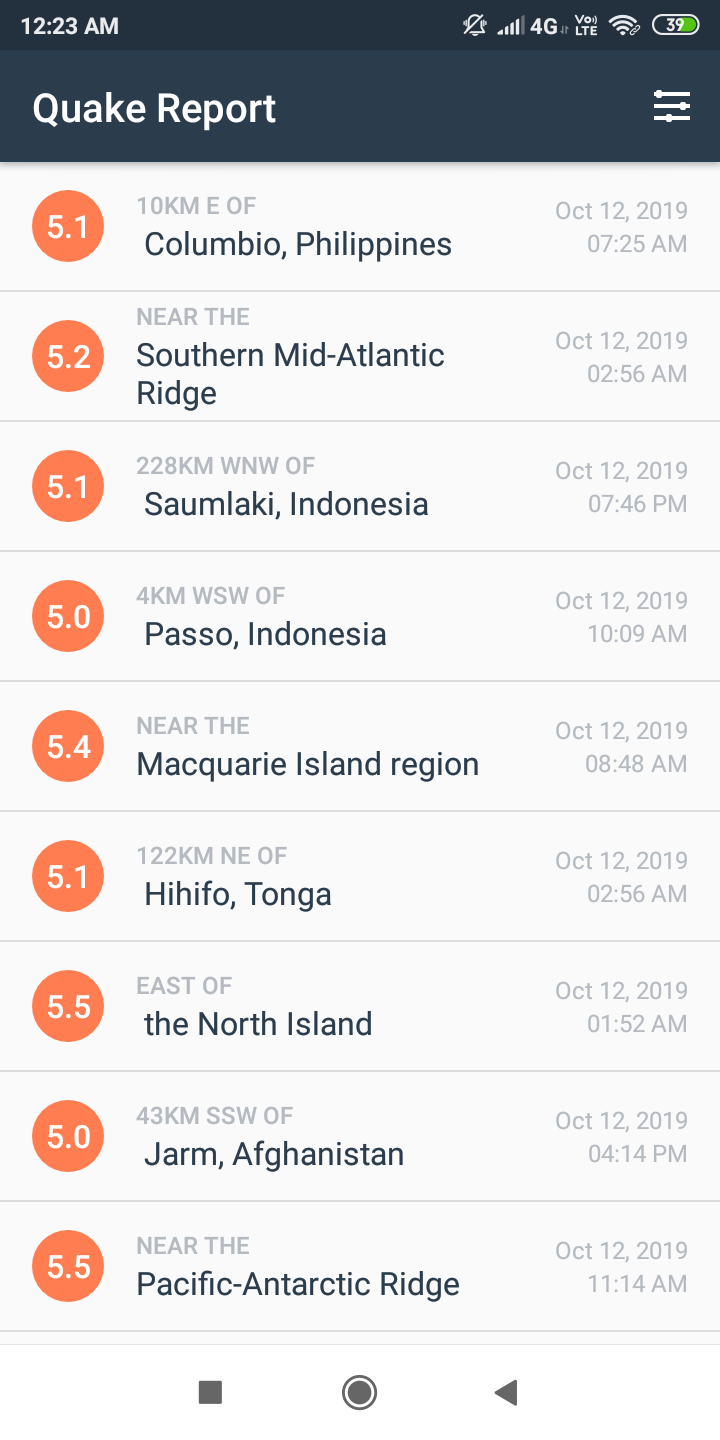 12:23 AM
4G Vo) LTE 39
Quake Report
5.1
10KM E OF
Columbio, Philippines
Oct 12, 2019
07:25 AM
5.2
NEAR THE
Southern Mid-Atlantic
Ridge
Oct 12, 2019
02:56 AM
5.1
228KM WNW OF
Saumlaki, Indonesia
Oct 12, 2019
07:46 PM
5.0
4KM WSW OF
Passo, Indonesia
Oct 12, 2019
10:09 AM
5.4
NEAR THE
Macquarie Island region
Oct 12, 2019
08:48 AM
5.1
122KM NE OF
Hihifo, Tonga
Oct 12, 2019
02:56 AM
5.5
EAST OF
the North Island
Oct 12, 2019
01:52 AM
5.0
43KM SSW OF
Jarm, Afghanistan
Oct 12, 2019
04:14 PM
5.5
NEAR THE
Pacific-Antarctic Ridge
Oct 12, 2019
11:14 AM